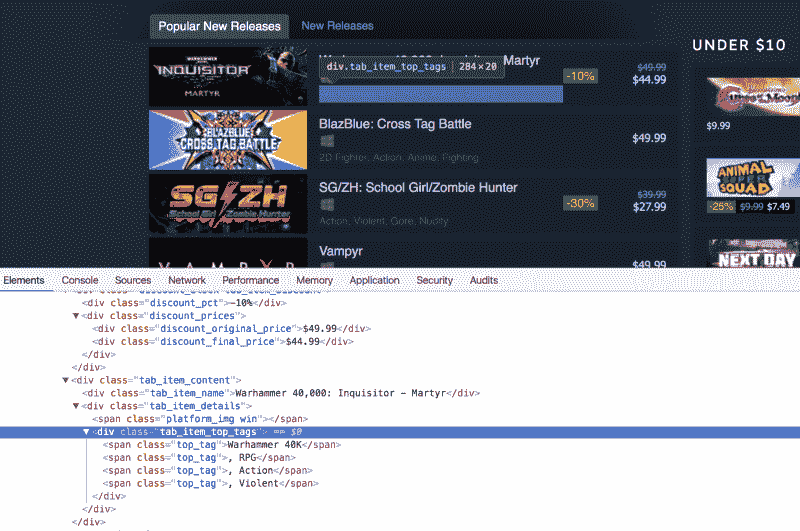 Popular New Releases New Releases
UNDER $10
WARHAMMER
INQUISITOR
MARTYR
Martyr
div.tab_item_top_tags | 284×20
-10%
$49.99
$44.99
$9.99
BLAZBLUE
CROSS TAG BATTLE
BlazBlue: Cross Tag Battle
2D Fighter, Action, Anime, Fighting
$49.99
ANIMAL
SUPER
SQUAD
-25% $9.99 $7.49
SG/ZH
School Girl/Zombie Hunter
SG/ZH: School Girl/Zombie Hunter
Action, Violent, Gore, Nudity
-30%
$39.99
$27.99
NEXT DAY
Vampyr
$49.99
Elements Console Sources Network Performance Memory Application Security Audits
<div class="discount_pct">-10%</div>
▼<div class="discount_prices">
<div class="discount_original_price">$49.99</div>
<div class="discount_final_price">$44.99</div>
</div>
</div>
▼<div class="tab_item_content">
<div class="tab_item_name">Warhammer 40,000: Inquisitor - Martyr</div>
▼<div class="tab_item_details">
<span class="platform_img win"></span>
▼<div class="tab_item_top_tags"> == $0
<span class="top_tag">Warhammer 40K</span>
<span class="top_tag">, RPG</span>
<span class="top_tag">, Action</span>
<span class="top_tag">, Violent</span>
</div>
</div>
</div>